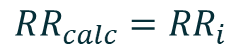 RR_calc = RR_i